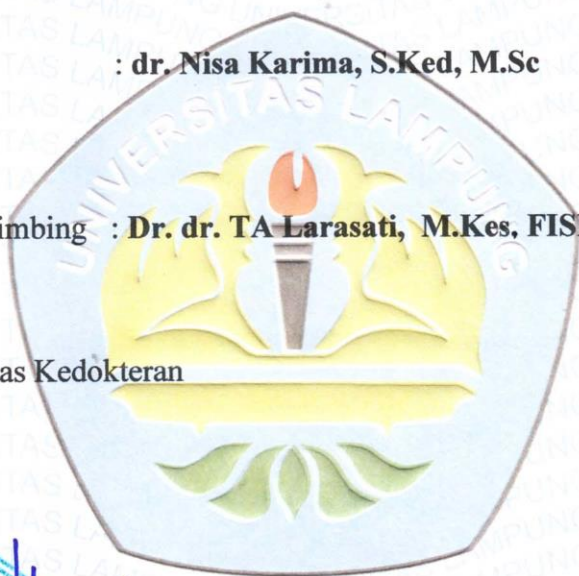 : dr. Nisa Karima, S.Ked, M.Sc
UNIVERSITAS LAMPUNG
imbing : Dr. dr. TA Larasati, M.Kes, FIS
as Kedokteran